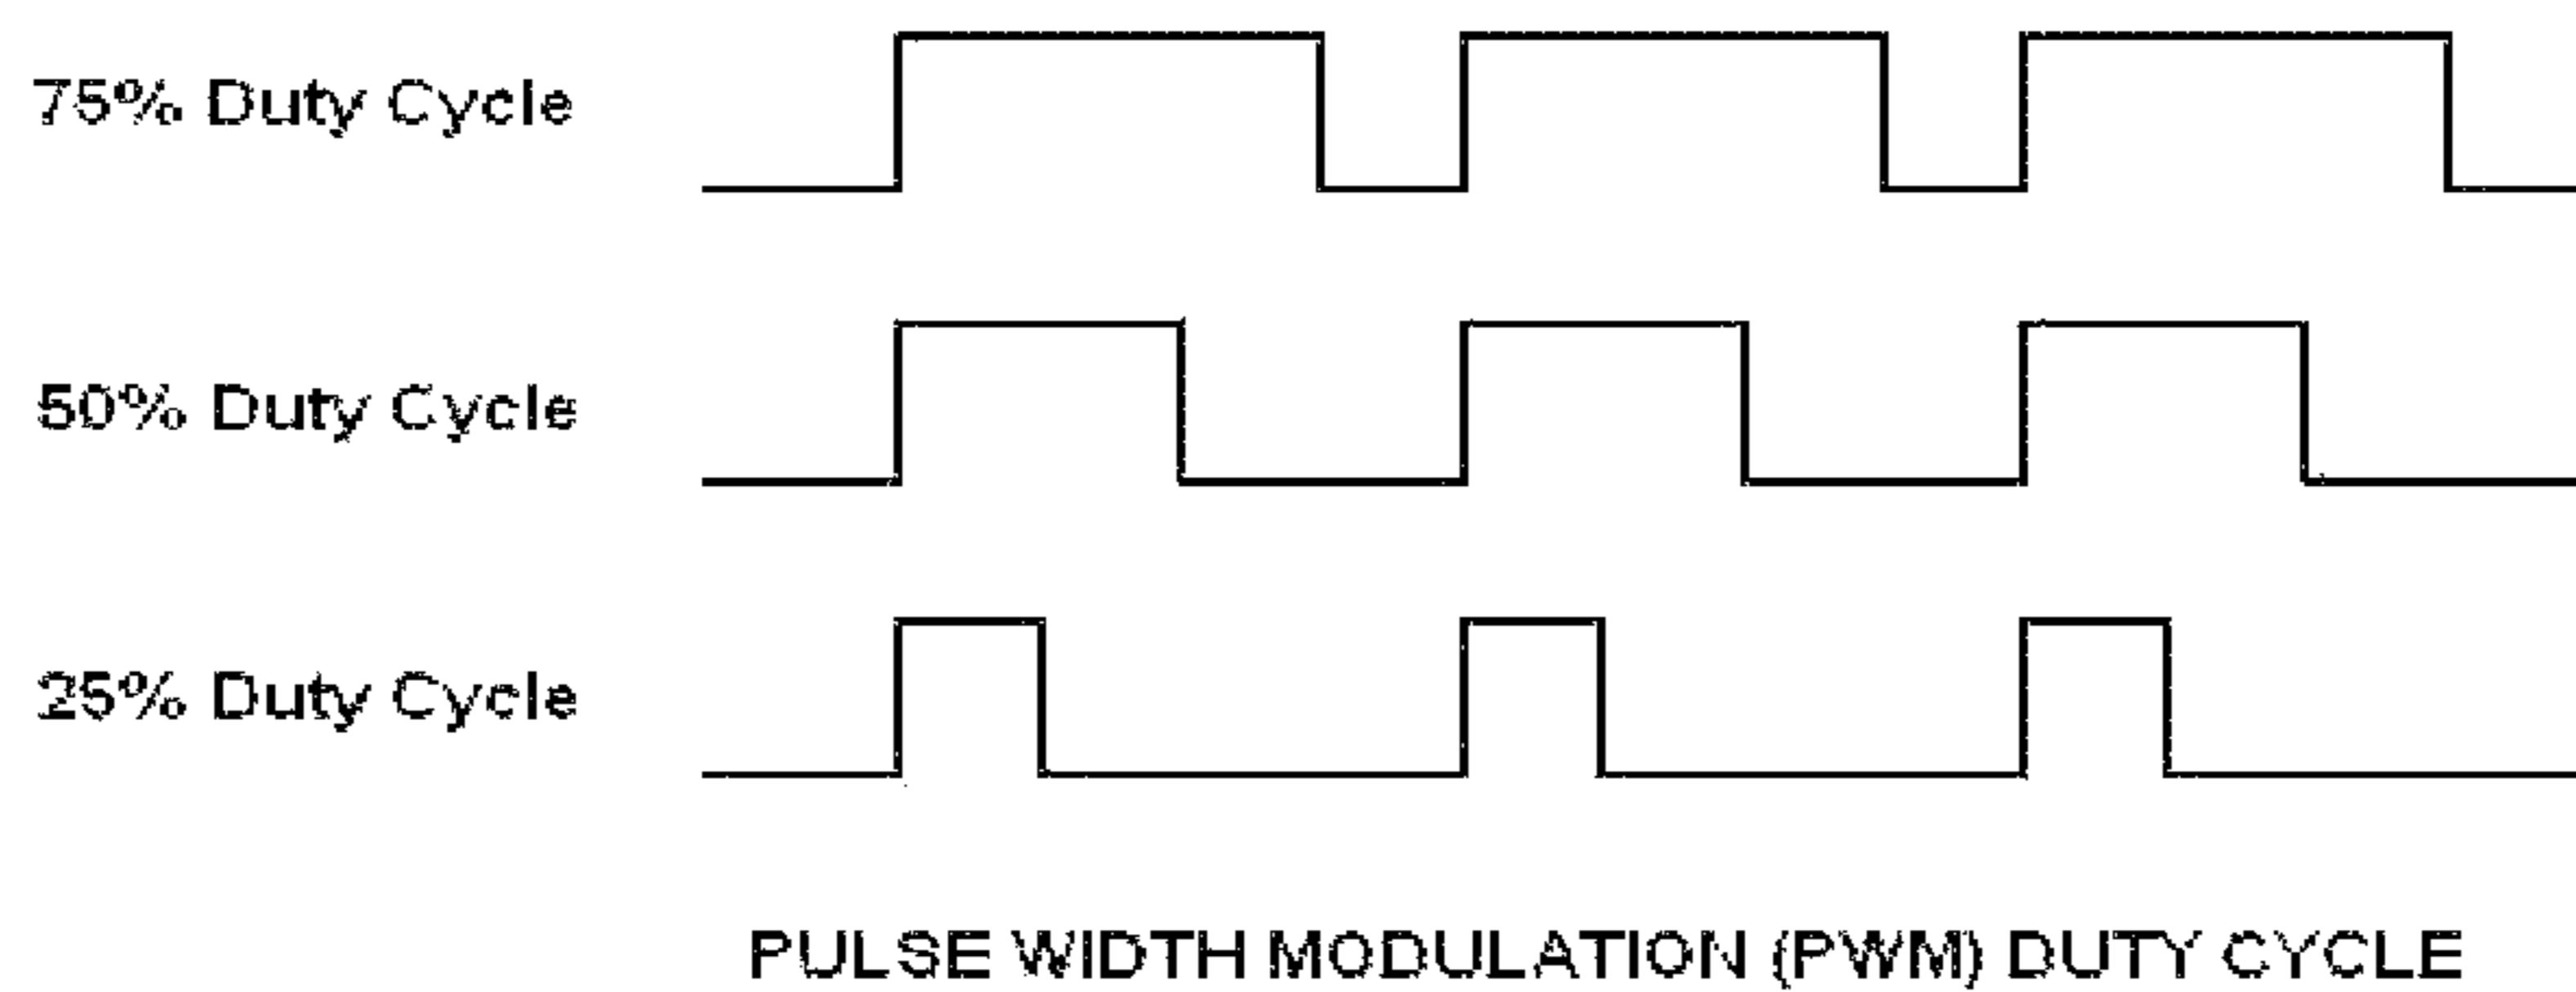 75% Duty Cycle
50% Duty Cycle
25% Duty Cycle
PULSE WIDTH MODULATION (PWM) DUTY CYCLE